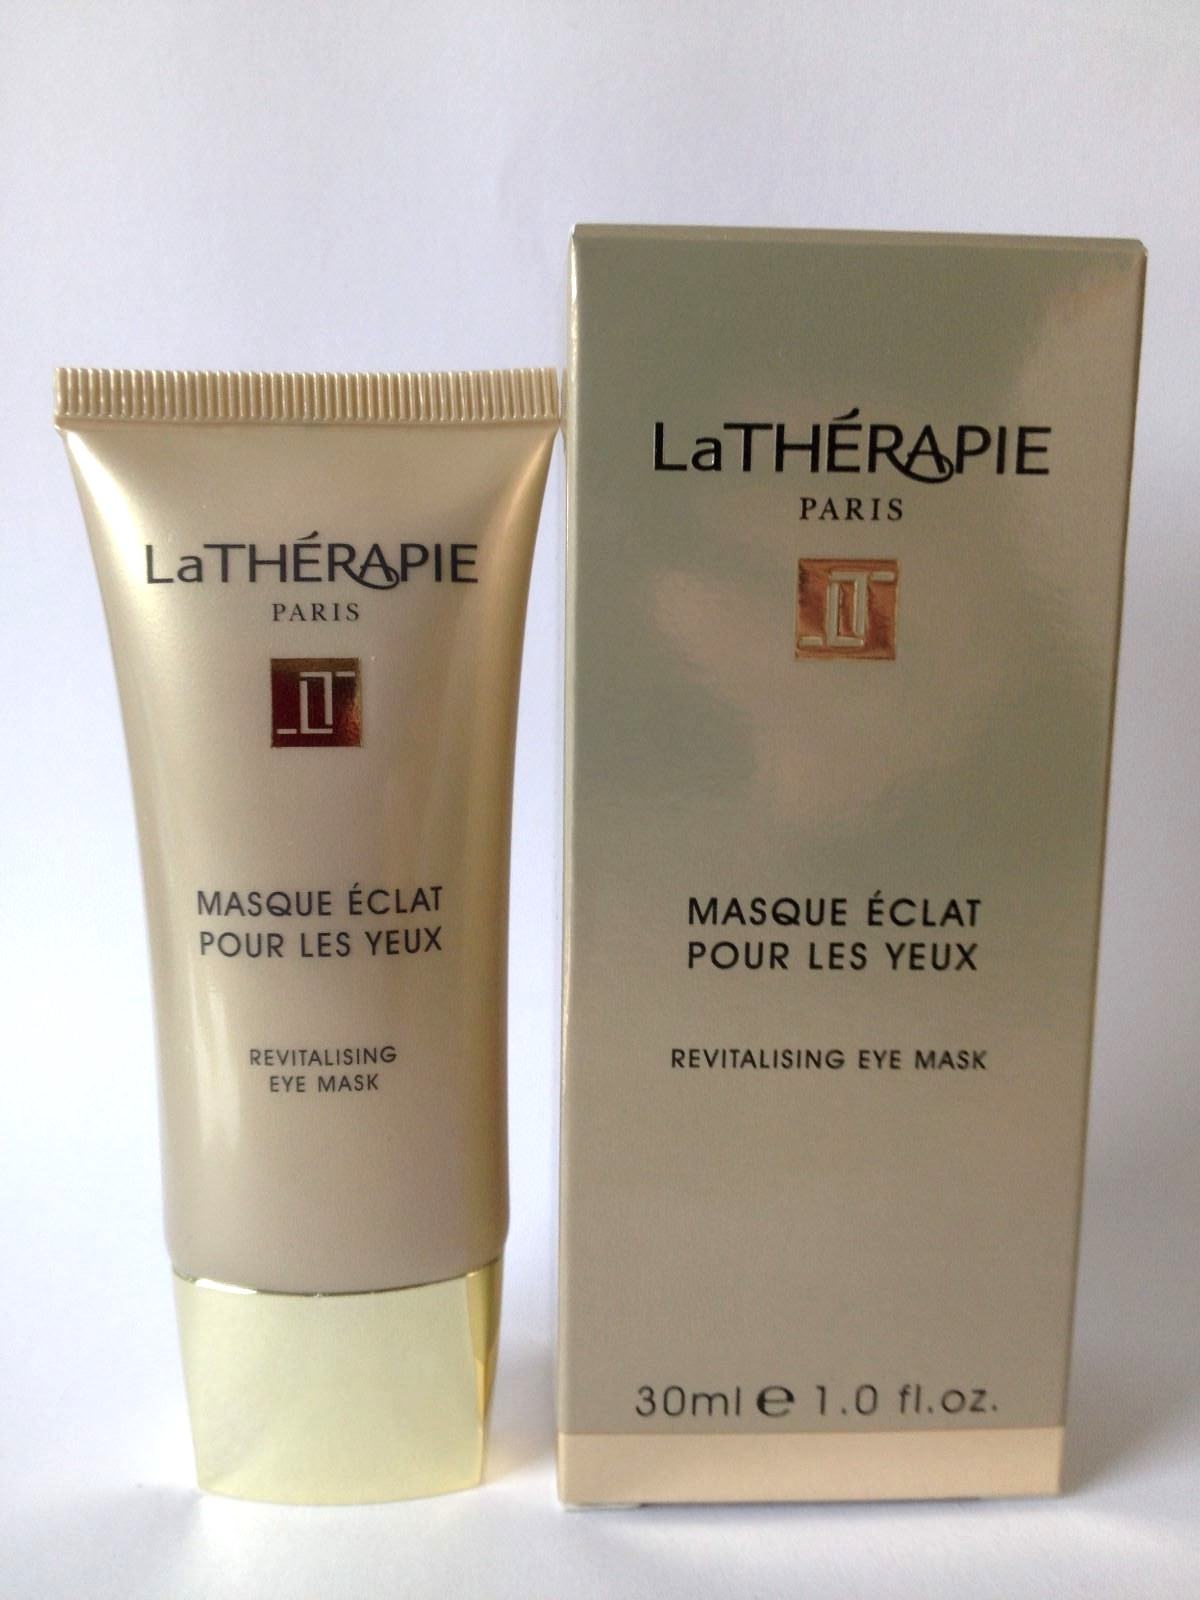 LaTHÉRAPIE
PARIS
MASQUE ÉCLAT
POUR LES YEUX
REVITALISING
EYE MASK
LaTHÉRAPIE
PARIS
MASQUE ÉCLAT
POUR LES YEUX
REVITALISING EYE MASK
30ml ℮ 1.0 fl.oz.